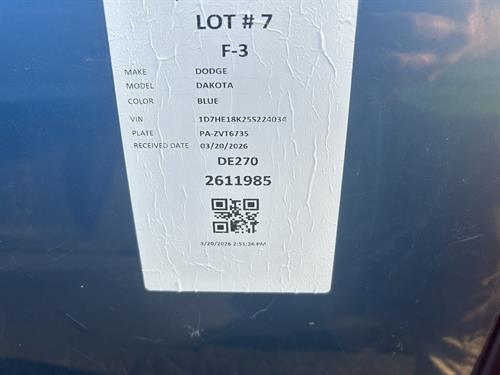 LOT # 7
F-3
MAKE DODGE
MODEL DAKOTA
COLOR BLUE
VIN 1D7HE18K25S224034
PLATE PA-ZVT6735
RECEIVED DATE 03/20/2026
DE270
2611985
3/20/2026 2:51:26 PM